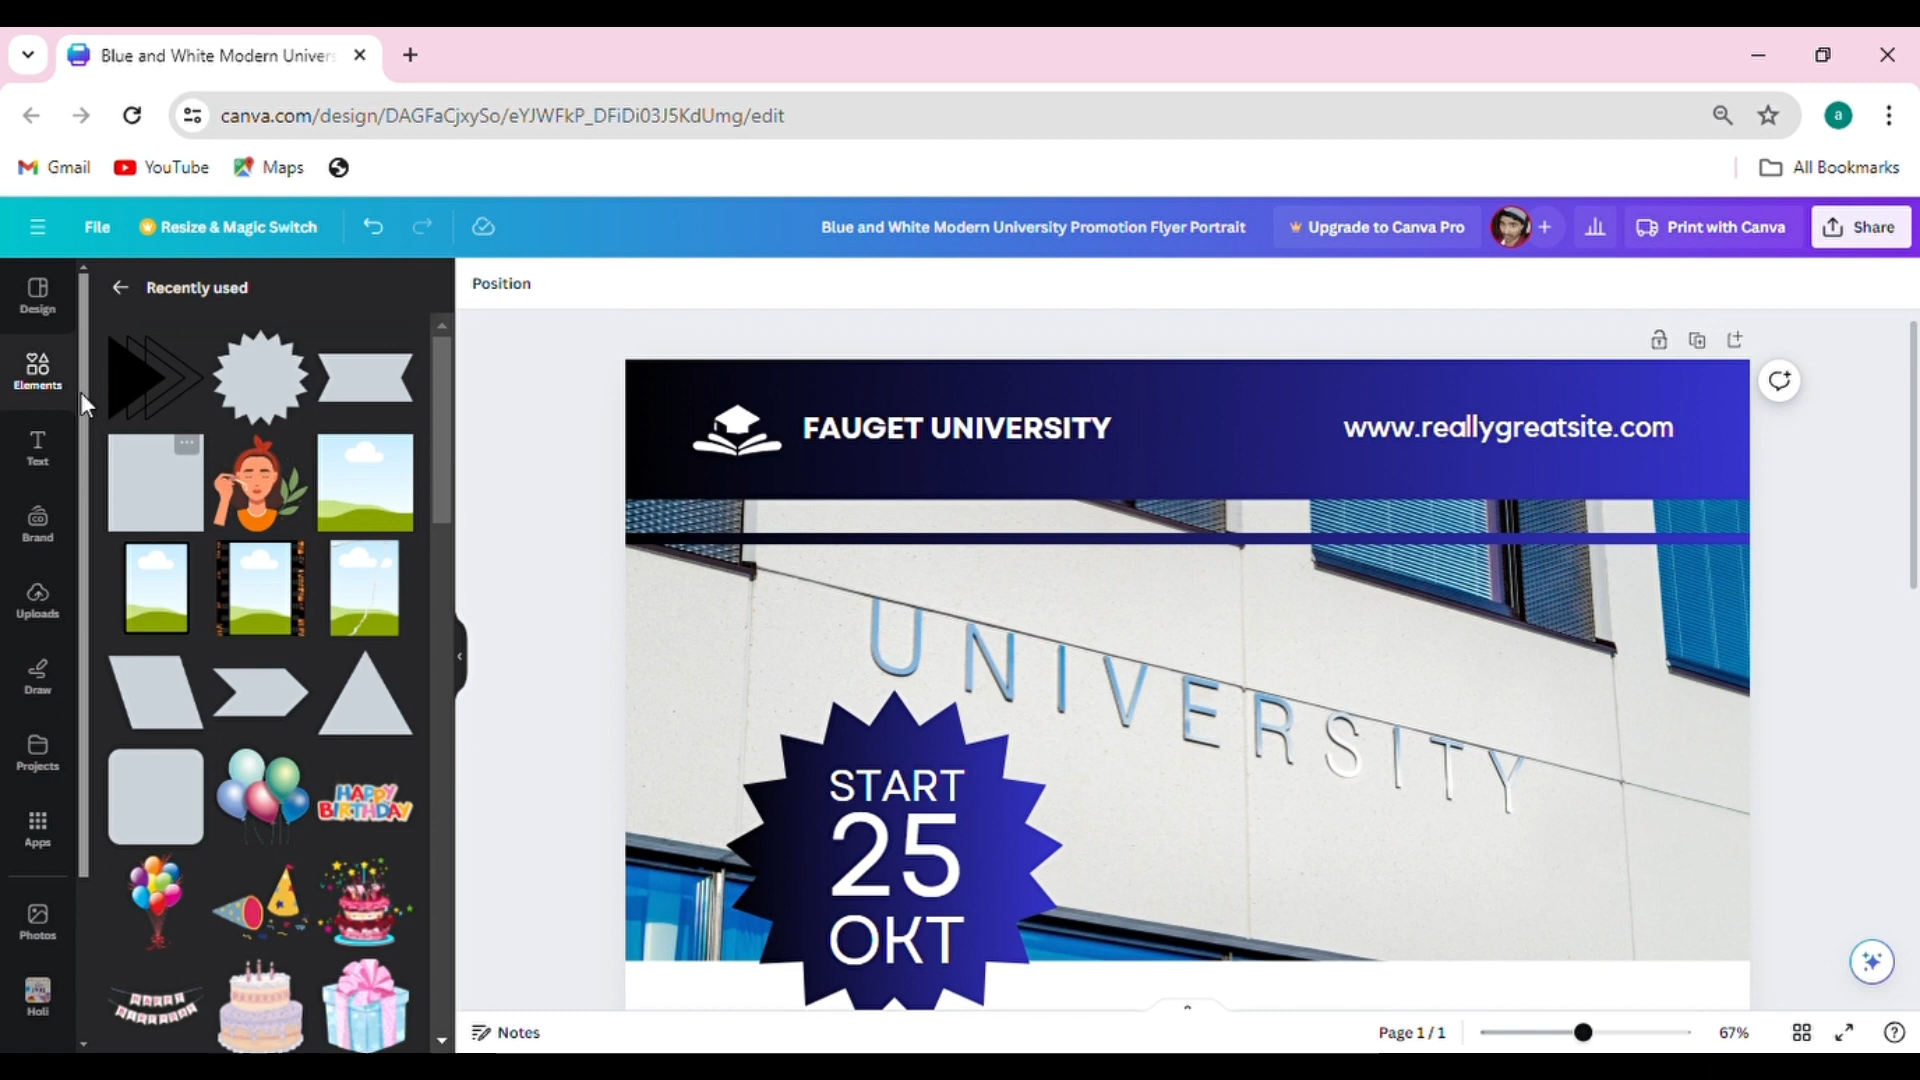 Blue and White Modern Univers
canva.com/design/DAGFaCjxySo/eYJWFkP_DFiDi03J5KdUmg/edit
a
Gmail
YouTube
Maps
All Bookmarks
File
Resize & Magic Switch
Blue and White Modern University Promotion Flyer Portrait
Upgrade to Canva Pro
Print with Canva
Share
Design
Elements
Text
Brand
Uploads
Draw
Projects
Apps
Photos
Holi
Recently used
HAPPY
BIRTHDAY
Position
FAUGET UNIVERSITY
www.reallygreatsite.com
UNIVERSITY
START
25
OKT
Notes
Page 1 / 1
67%